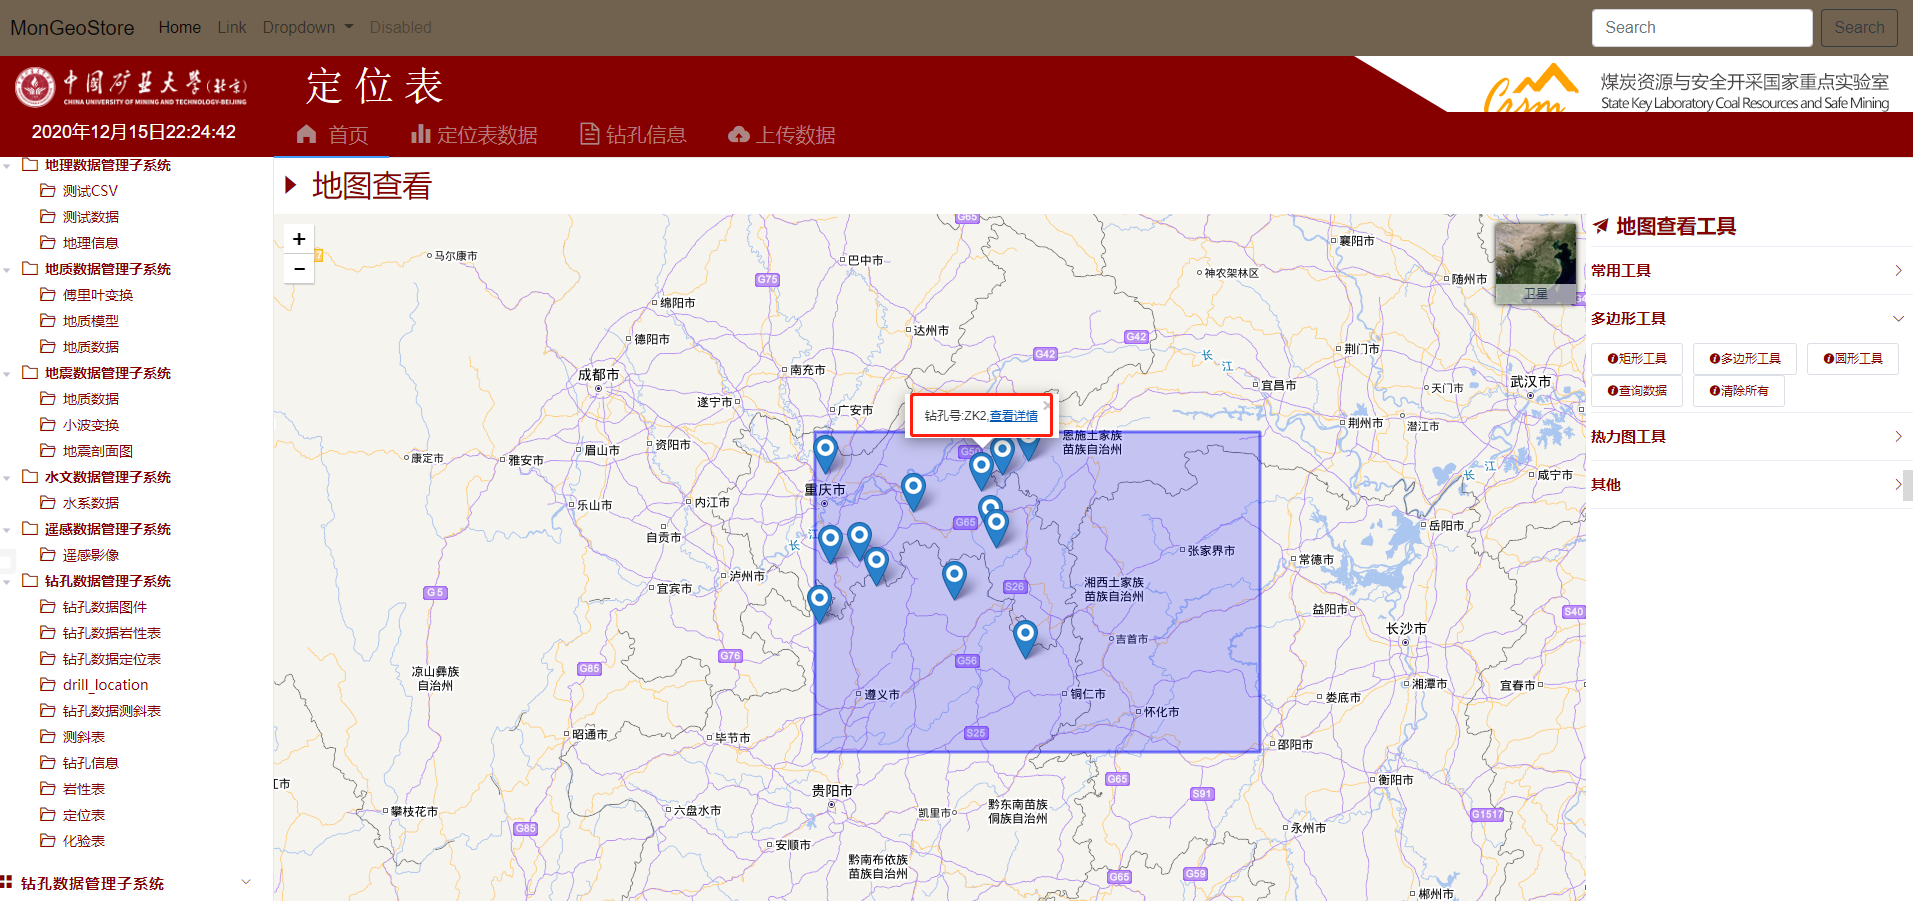 MonGeoStore Home Link Dropdown Disabled Search Search
中国矿业大学(北京)
CHINA UNIVERSITY OF MINING AND TECHNOLOGY-BEIJING
定位表
煤炭资源与安全开采国家重点实验室
State Key Laboratory Coal Resources and Safe Mining
2020年12月15日22:24:42
首页 定位表数据 钻孔信息 上传数据
地理数据管理子系统
测试CSV
测试数据
地理信息
地质数据管理子系统
傅里叶变换
地质模型
地质数据
地震数据管理子系统
地质数据
小波变换
地震剖面图
水文数据管理子系统
水系数据
遥感数据管理子系统
遥感影像
钻孔数据管理子系统
钻孔数据图件
钻孔数据岩性表
钻孔数据定位表
drill_location
钻孔数据测斜表
测斜表
钻孔信息
岩性表
定位表
化验表
钻孔数据管理子系统
地图查看
+
−
G65
襄阳市
马尔康市
巴中市
神农架林区
随州市
G75
卫星
绵阳市
达州市
德阳市
G42
G42
荆门市
长江
成都市
南充市
宜昌市
天门市
武汉市
遂宁市
广安市
钻孔号:ZK2,查看详情
×
荆州市
潜江市
资阳市
恩施土家族
苗族自治州
康定市
雅安市
眉山市
长江
咸宁市
重庆市
乐山市
内江市
G65
岳阳市
自贡市
长江
张家界市
常德市
泸州市
宜宾市
G5
S26
湘西土家族
苗族自治州
益阳市
S40
长沙市
吉首市
G76
G85
G56
凉山彝族
自治州
遵义市
铜仁市
湘潭市
宜春市
娄底市
怀化市
昭通市
毕节市
S25
邵阳市
G65
衡阳市
贵阳市
S91
攀枝花市
六盘水市
凯里市
黔东南苗族
侗族自治州
G1517
G85
永州市
安顺市
黔南布依族
苗族自治州
G65
G59
郴州市
地图查看工具
常用工具
多边形工具
矩形工具 多边形工具 圆形工具
查询数据 清除所有
热力图工具
其他